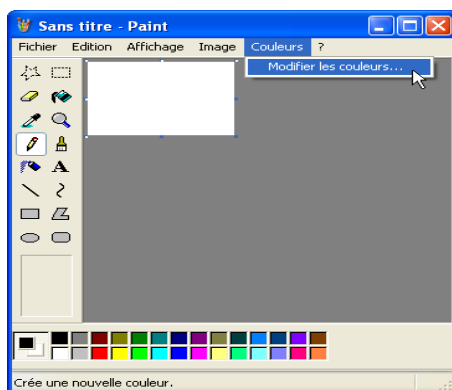 Sans titre - Paint
Fichier Edition Affichage Image Couleurs ?
Modifier les couleurs...
A
Crée une nouvelle couleur.